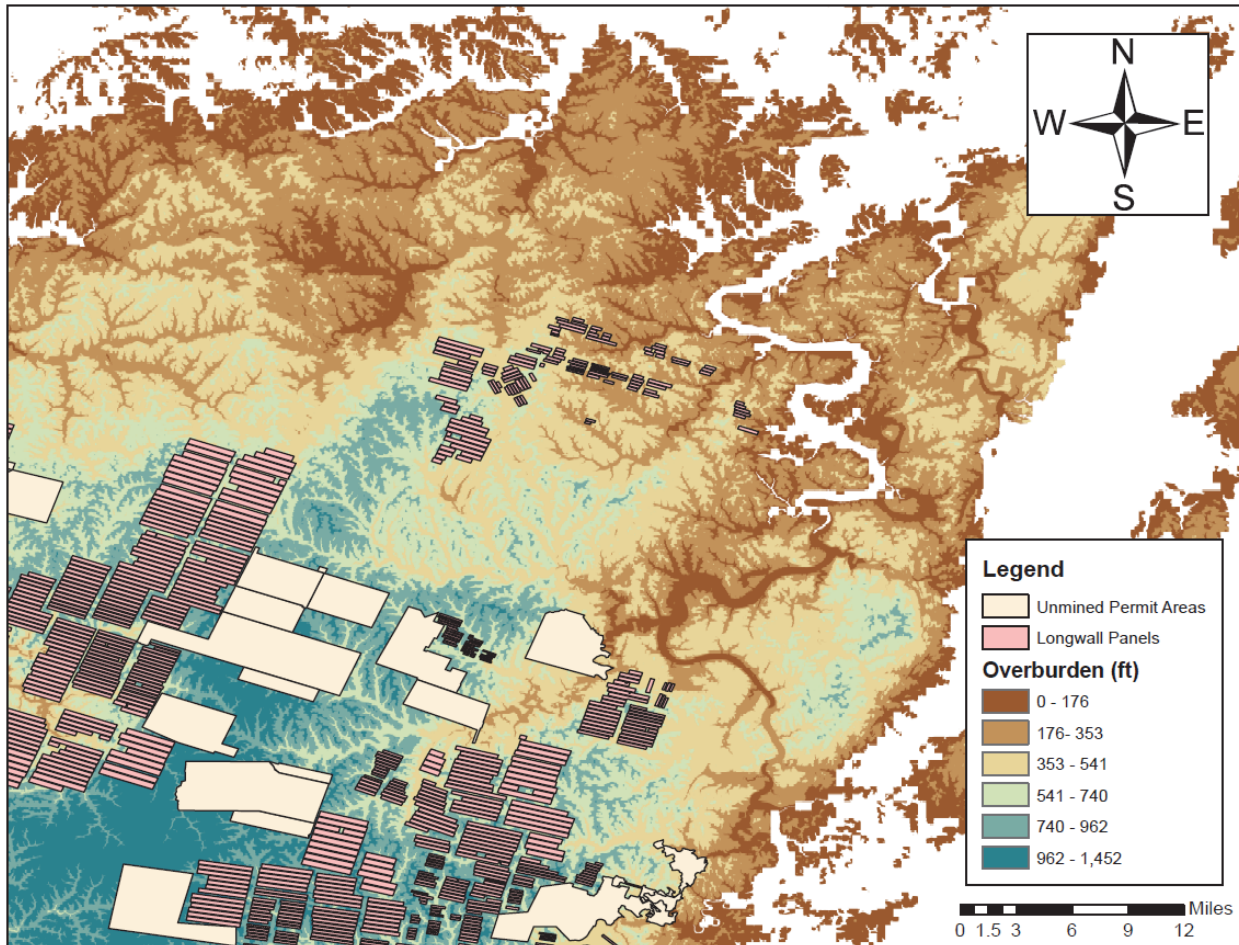 N
W E
S
Legend
Unmined Permit Areas
Longwall Panels
Overburden (ft)
0 - 176
176- 353
353 - 541
541 - 740
740 - 962
962 - 1,452
Miles
0 1.5 3 6 9 12